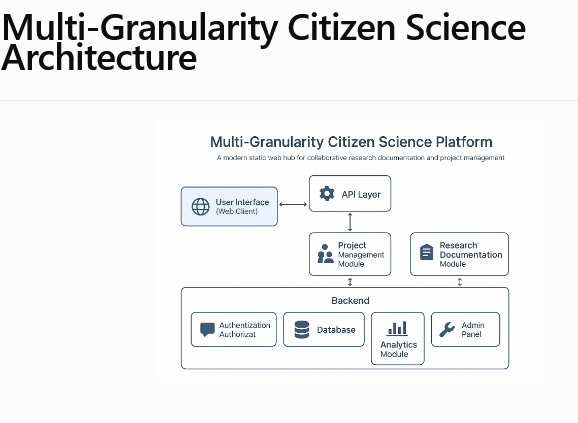 Multi-Granularity Citizen Science
Architecture
Multi-Granularity Citizen Science Platform
A modern static web hub for collaborative research documentation and project management
User Interface
(Web Client)
API Layer
Project
Management
Module
Research
Documentation
Module
Backend
Authentization
Authorizat
Database
Analytics
Module
Admin
Panel